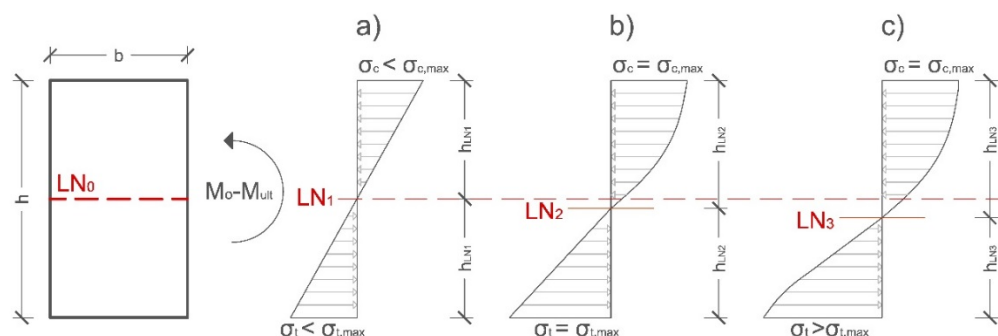 a)
b)
c)
b
σc < σc,max
σc = σc,max
σc = σc,max
h
LN0
Mo-Mult
LN1
hLN1
hLN1
LN2
hLN2
hLN2
LN3
hLN3
hLN3
σt < σt,max
σt = σt,max
σt > σt,max